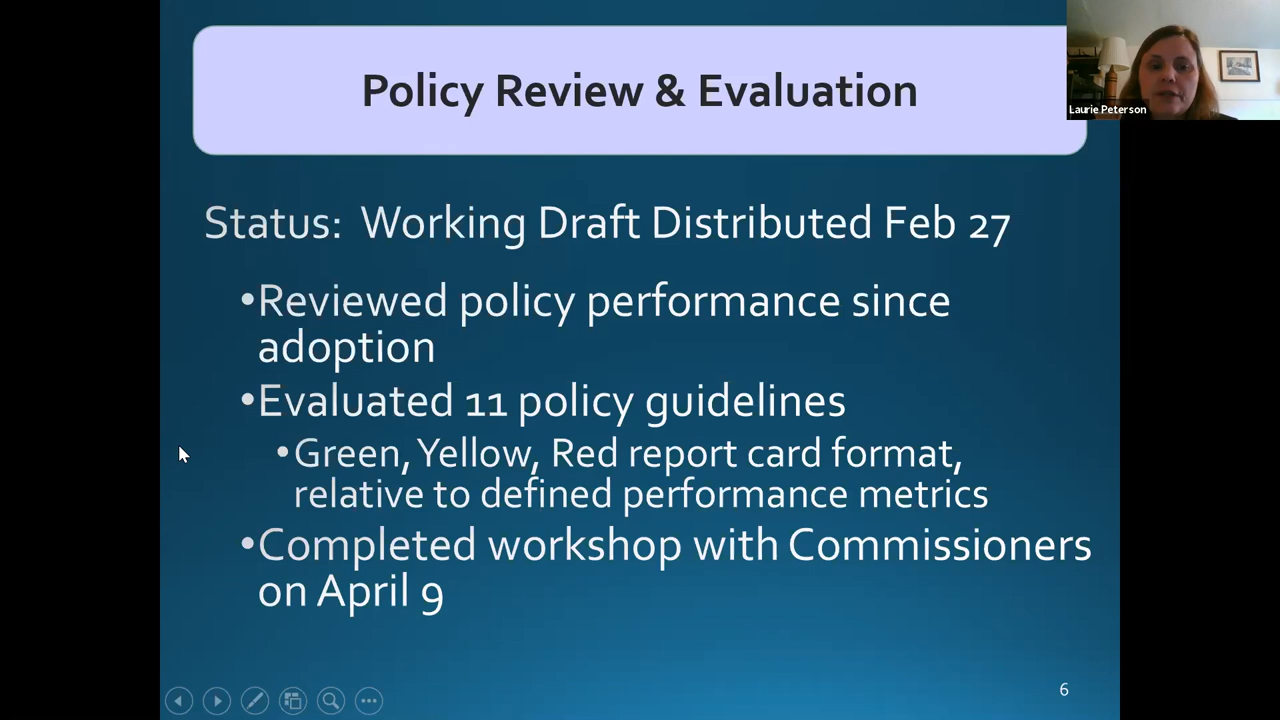 Policy Review & Evaluation
Laurie Peterson
Status: Working Draft Distributed Feb 27
•Reviewed policy performance since
adoption
•Evaluated 11 policy guidelines
•Green, Yellow, Red report card format,
relative to defined performance metrics
•Completed workshop with Commissioners
on April 9
6